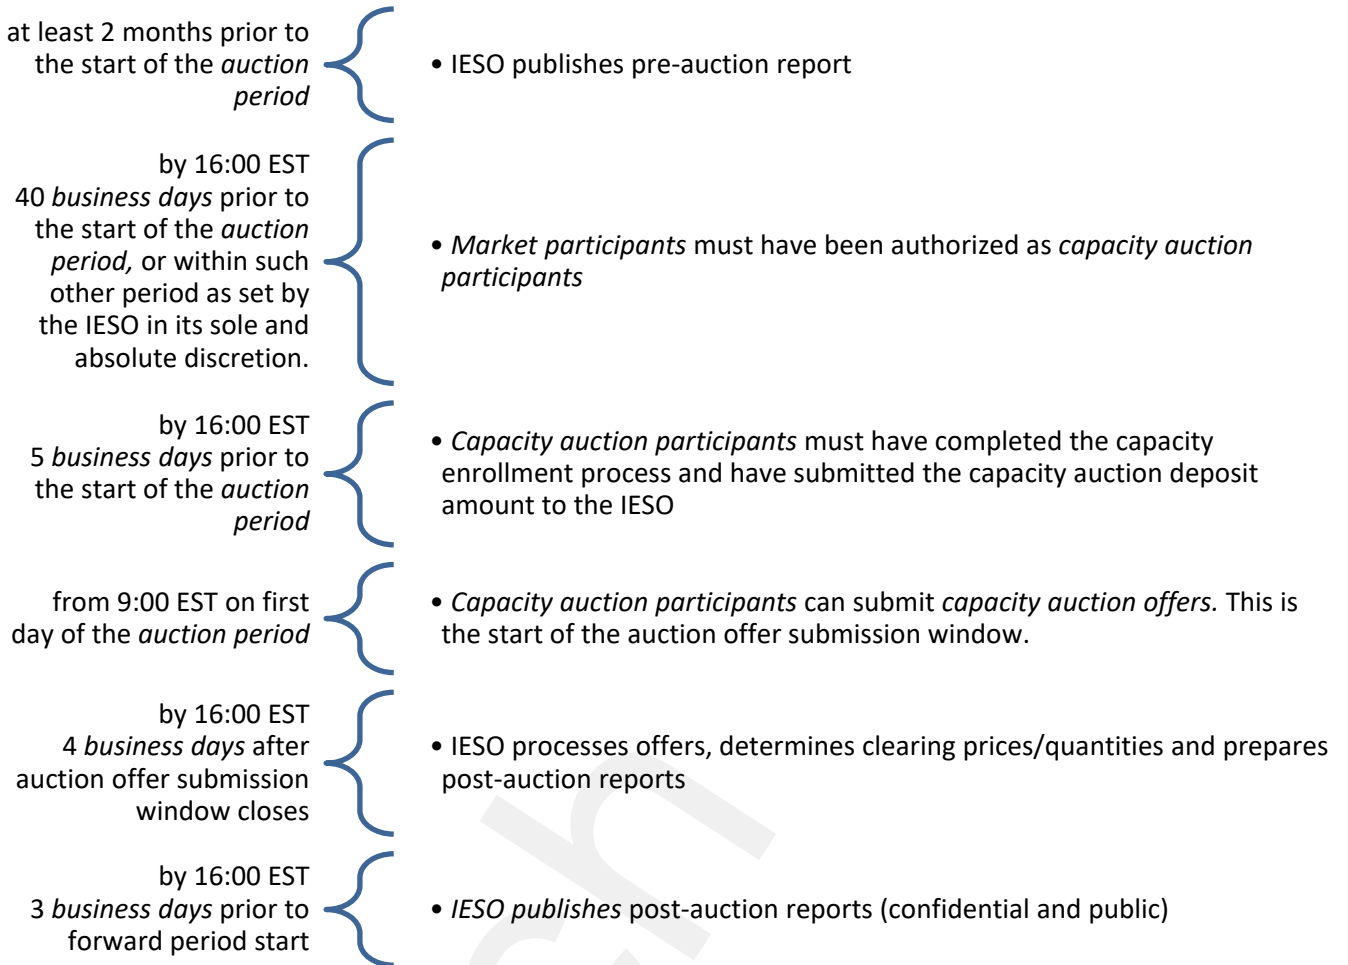 at least 2 months prior to
the start of the auction
period
• IESO publishes pre-auction report
by 16:00 EST
40 business days prior to
the start of the auction
period, or within such
other period as set by
the IESO in its sole and
absolute discretion.
• Market participants must have been authorized as capacity auction
participants
by 16:00 EST
5 business days prior to
the start of the auction
period
• Capacity auction participants must have completed the capacity
enrollment process and have submitted the capacity auction deposit
amount to the IESO
from 9:00 EST on first
day of the auction period
• Capacity auction participants can submit capacity auction offers. This is
the start of the auction offer submission window.
by 16:00 EST
4 business days after
auction offer submission
window closes
• IESO processes offers, determines clearing prices/quantities and prepares
post-auction reports
by 16:00 EST
3 business days prior to
forward period start
• IESO publishes post-auction reports (confidential and public)